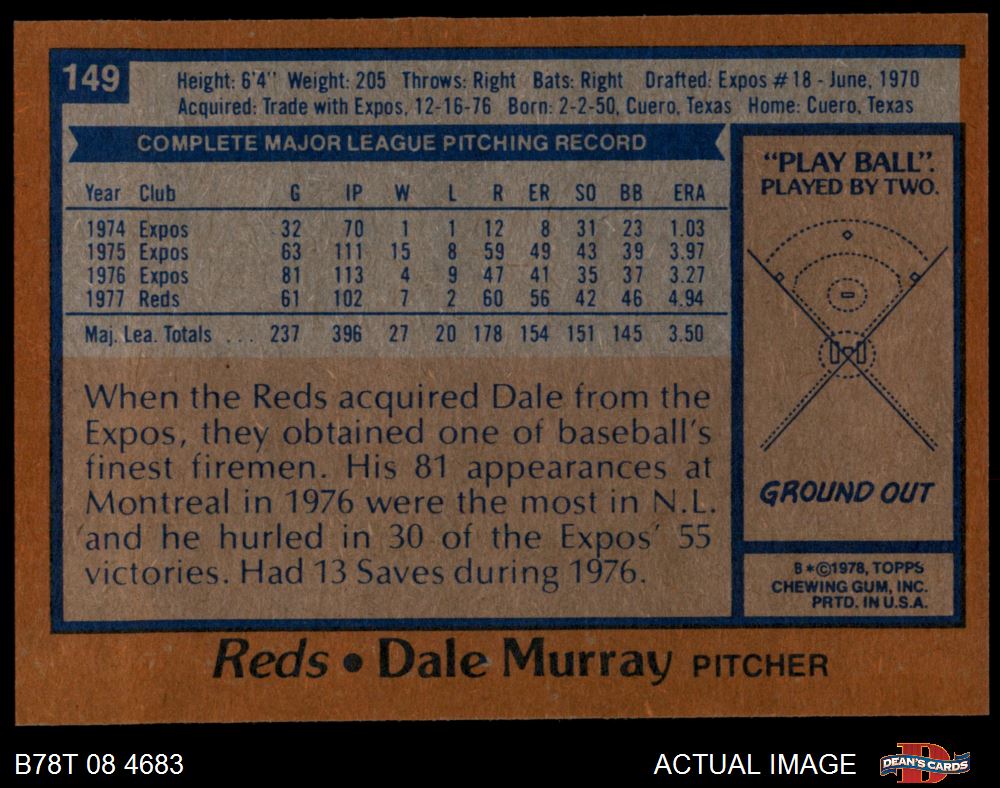 149
Height: 6'4" Weight: 205 Throws: Right Bats: Right Drafted: Expos #18 - June, 1970
Acquired: Trade with Expos, 12-16-76 Born: 2-2-50, Cuero, Texas Home: Cuero, Texas
COMPLETE MAJOR LEAGUE PITCHING RECORD
Year Club G IP W L R ER SO BB ERA
1974 Expos 32 70 1 1 12 8 31 23 1.03
1975 Expos 63 111 15 8 59 49 43 39 3.97
1976 Expos 81 113 4 9 47 41 35 37 3.27
1977 Reds 61 102 7 2 60 56 42 46 4.94
Maj. Lea. Totals ... 237 396 27 20 178 154 151 145 3.50
When the Reds acquired Dale from the
Expos, they obtained one of baseball's
finest firemen. His 81 appearances at
Montreal in 1976 were the most in N.L.
and he hurled in 30 of the Expos' 55
victories. Had 13 Saves during 1976.
"PLAY BALL".
PLAYED BY TWO.
GROUND OUT
B*©1978, TOPPS
CHEWING GUM, INC.
PRTD. IN U.S.A.
Reds • Dale Murray PITCHER
B78T 08 4683
ACTUAL IMAGE
DEAN'S CARDS